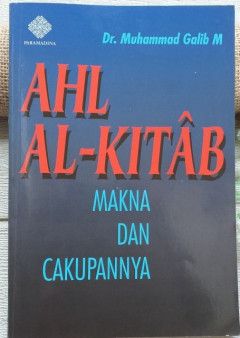 PARAMADINA
Dr. Muhammad Galib M
AHL
AL-KITÂB
MAKNA
DAN
CAKUPANNYA